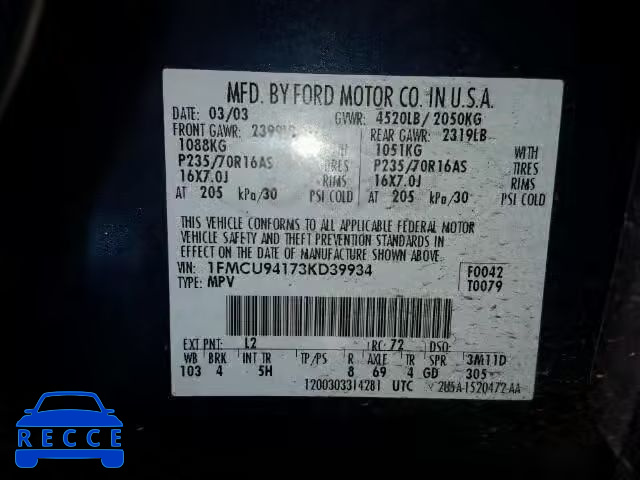 MFD. BY FORD MOTOR CO. IN U.S.A.
DATE: 03/03 GVWR: 4520LB/ 2050KG
FRONT GAWR: 2399LB REAR GAWR: 2319LB
1088KG WITH 1051KG WITH
P235/70R16AS TIRES P235/70R16AS TIRES
16X7.0J RIMS 16X7.0J RIMS
AT 205 kPa/30 PSI COLD AT 205 kPa/30 PSI COLD
THIS VEHICLE CONFORMS TO ALL APPLICABLE FEDERAL MOTOR
VEHICLE SAFETY AND THEFT PREVENTION STANDARDS IN
EFFECT ON THE DATE OF MANUFACTURE SHOWN ABOVE.
VIN: 1FMCU94173KD39934 F0042
TYPE: MPV T0079
EXT PNT: L2 RC: 72 DSO:
WB BRK INT TR TP/PS R AXLE TR SPR 3M11D
103 4 5H 8 69 4 GD 305
1200303314281 UTC
RECCE